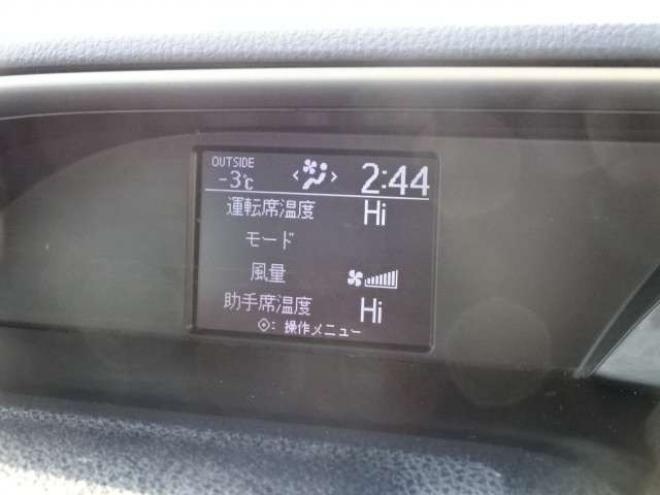 OUTSIDE
-3℃ < > 2:44
運転席温度 Hi
モード
風量
助手席温度 Hi
◇: 操作メニュー